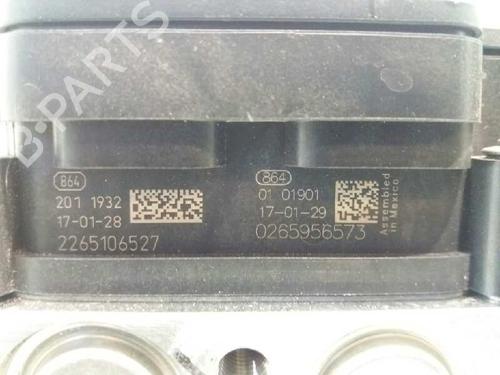 B-PARTS
864
201 1932
17-01-28
2265106527
864
01 01901
17-01-29
0265956573
Assembled
in Mexico